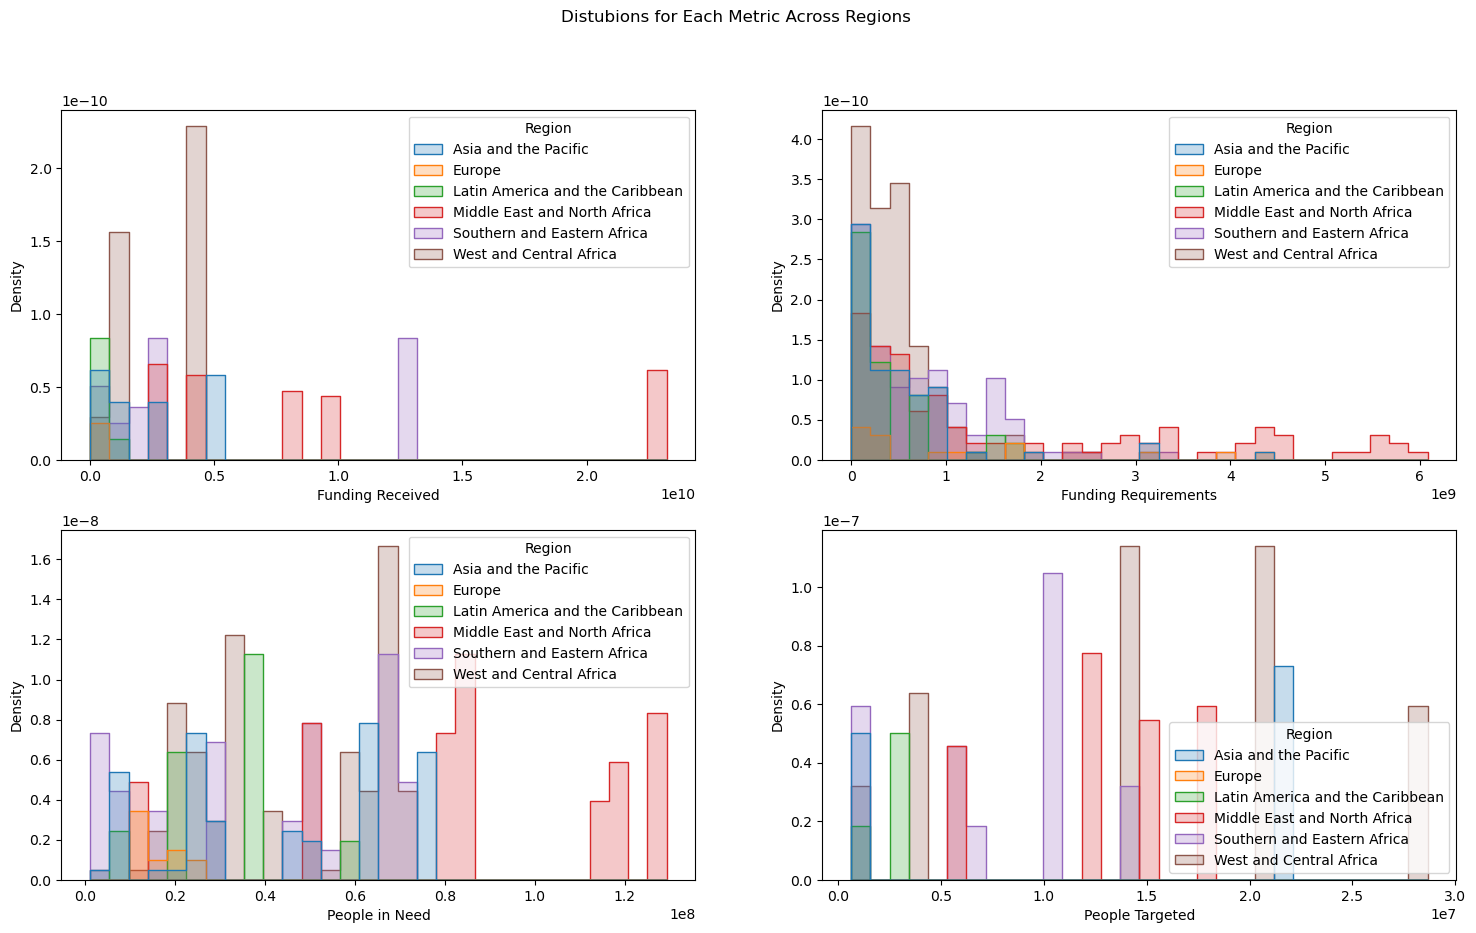 Distubions for Each Metric Across Regions
1e−10
Density
2.0
1.5
1.0
0.5
0.0
0.0 0.5 1.0 1.5 2.0
1e10
Funding Received
Region
Asia and the Pacific
Europe
Latin America and the Caribbean
Middle East and North Africa
Southern and Eastern Africa
West and Central Africa
1e−10
Density
4.0
3.5
3.0
2.5
2.0
1.5
1.0
0.5
0.0
0 1 2 3 4 5 6
1e9
Funding Requirements
Region
Asia and the Pacific
Europe
Latin America and the Caribbean
Middle East and North Africa
Southern and Eastern Africa
West and Central Africa
1e−8
Density
1.6
1.4
1.2
1.0
0.8
0.6
0.4
0.2
0.0
0.0 0.2 0.4 0.6 0.8 1.0 1.2
1e8
People in Need
Region
Asia and the Pacific
Europe
Latin America and the Caribbean
Middle East and North Africa
Southern and Eastern Africa
West and Central Africa
1e−7
Density
1.0
0.8
0.6
0.4
0.2
0.0
0.0 0.5 1.0 1.5 2.0 2.5 3.0
1e7
People Targeted
Region
Asia and the Pacific
Europe
Latin America and the Caribbean
Middle East and North Africa
Southern and Eastern Africa
West and Central Africa